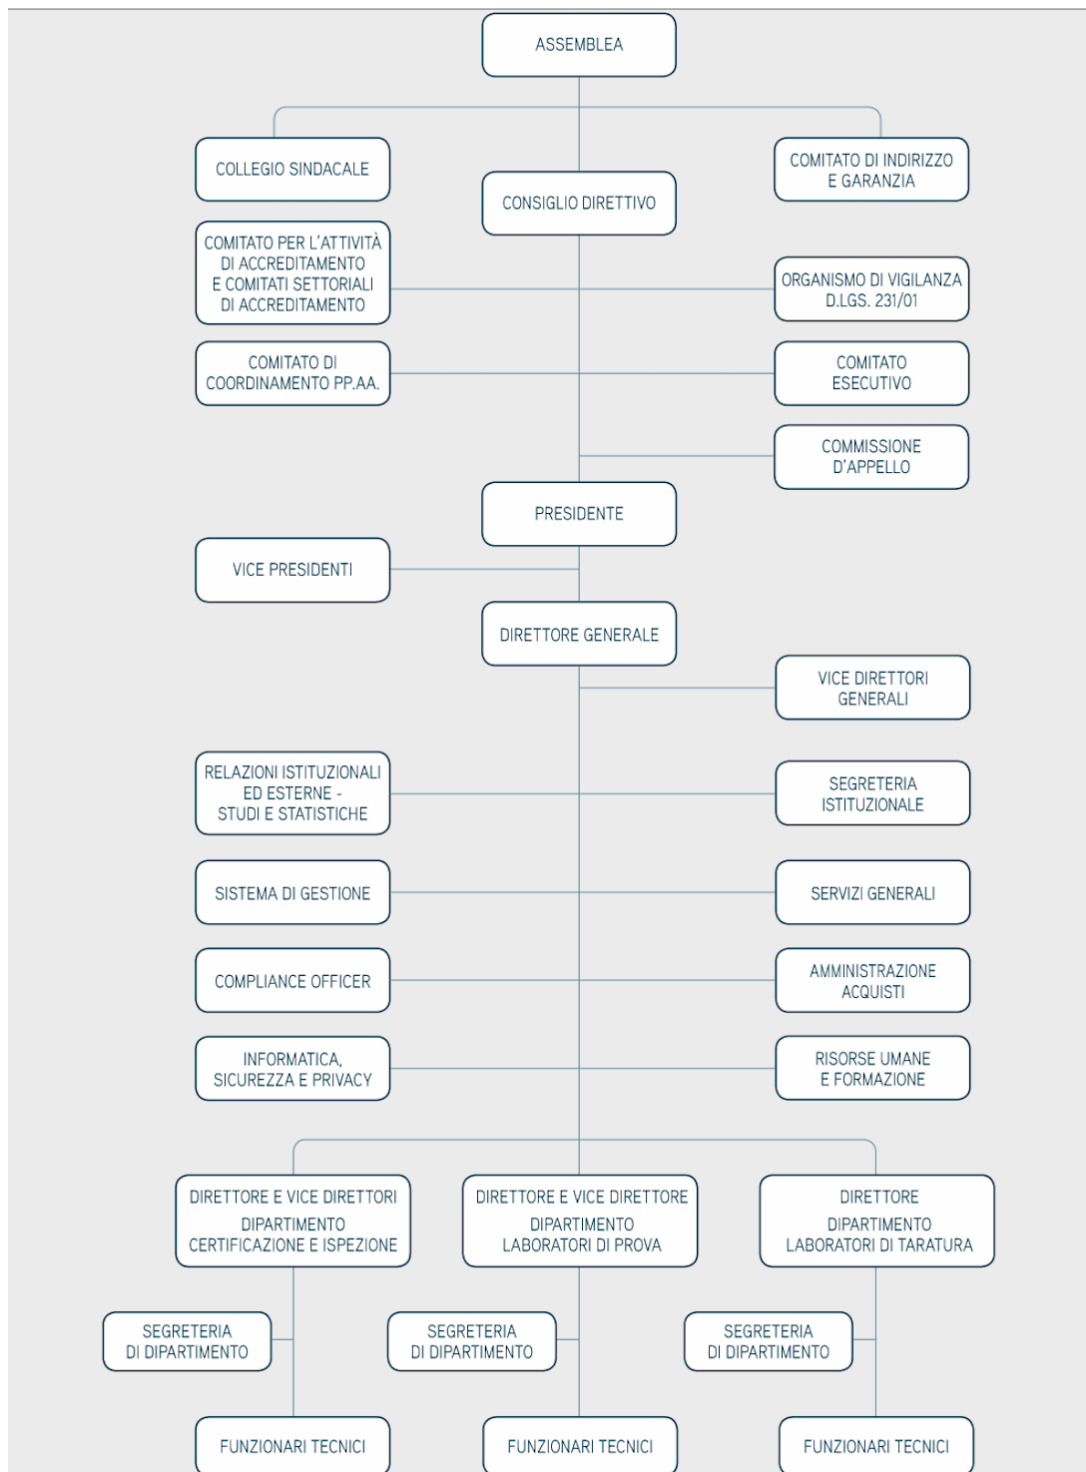 ASSEMBLEA
COLLEGIO SINDACALE
COMITATO DI INDIRIZZO
E GARANZIA
CONSIGLIO DIRETTIVO
COMITATO PER L'ATTIVITÀ
DI ACCREDITAMENTO
E COMITATI SETTORIALI
DI ACCREDITAMENTO
ORGANISMO DI VIGILANZA
D.LGS. 231/01
COMITATO DI
COORDINAMENTO PP.AA.
COMITATO
ESECUTIVO
COMMISSIONE
D'APPELLO
PRESIDENTE
VICE PRESIDENTI
DIRETTORE GENERALE
VICE DIRETTORI
GENERALI
RELAZIONI ISTITUZIONALI
ED ESTERNE -
STUDI E STATISTICHE
SEGRETERIA
ISTITUZIONALE
SISTEMA DI GESTIONE
SERVIZI GENERALI
COMPLIANCE OFFICER
AMMINISTRAZIONE
ACQUISTI
INFORMATICA,
SICUREZZA E PRIVACY
RISORSE UMANE
E FORMAZIONE
DIRETTORE E VICE DIRETTORI
DIPARTIMENTO
CERTIFICAZIONE E ISPEZIONE
DIRETTORE E VICE DIRETTORE
DIPARTIMENTO
LABORATORI DI PROVA
DIRETTORE
DIPARTIMENTO
LABORATORI DI TARATURA
SEGRETERIA
DI DIPARTIMENTO
SEGRETERIA
DI DIPARTIMENTO
SEGRETERIA
DI DIPARTIMENTO
FUNZIONARI TECNICI
FUNZIONARI TECNICI
FUNZIONARI TECNICI